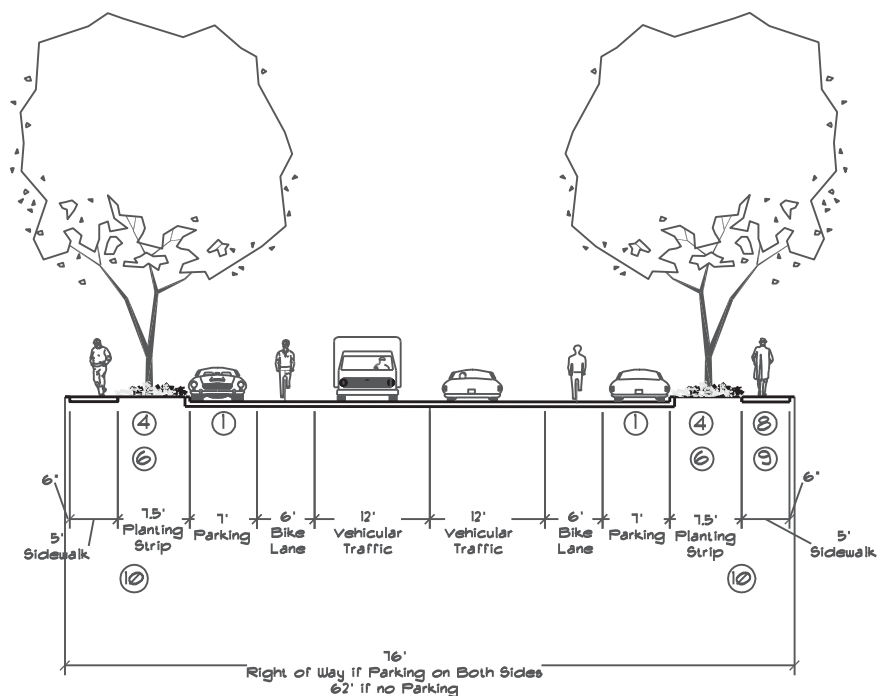 4
1
1
4
8
6
6
9
6"
6"
7.5'
Planting
Strip
7'
Parking
6'
Bike
Lane
12'
Vehicular
Traffic
12'
Vehicular
Traffic
6'
Bike
Lane
7'
Parking
7.5'
Planting
Strip
5'
Sidewalk
5'
Sidewalk
10
10
76'
Right of Way if Parking on Both Sides
62' if no Parking